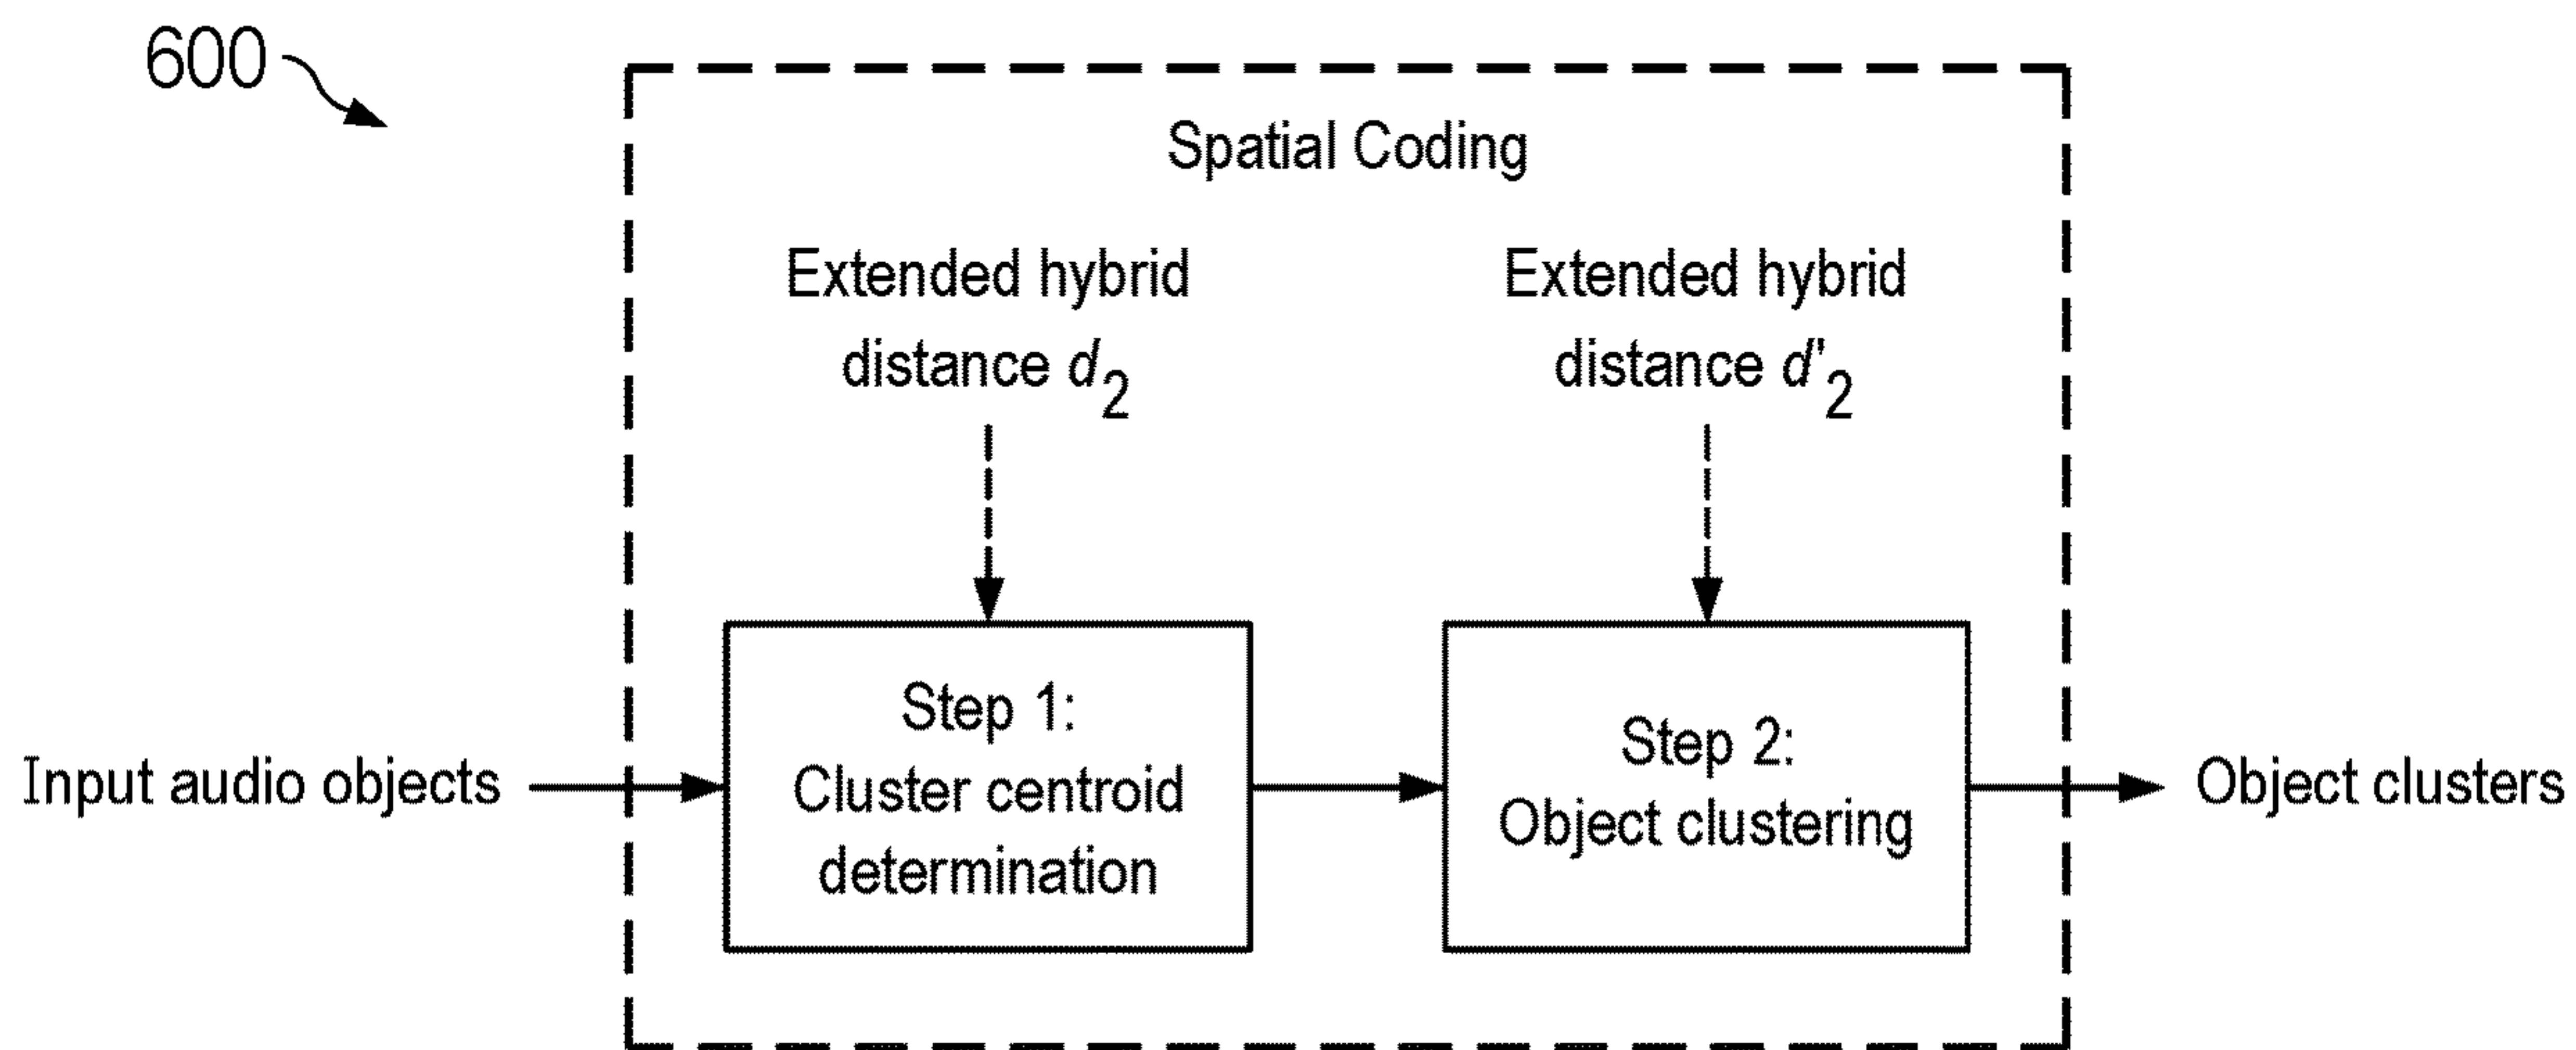 600
Spatial Coding
Extended hybrid
distance d2
Extended hybrid
distance d'2
Step 1:
Cluster centroid
determination
Step 2:
Object clustering
Input audio objects
Object clusters